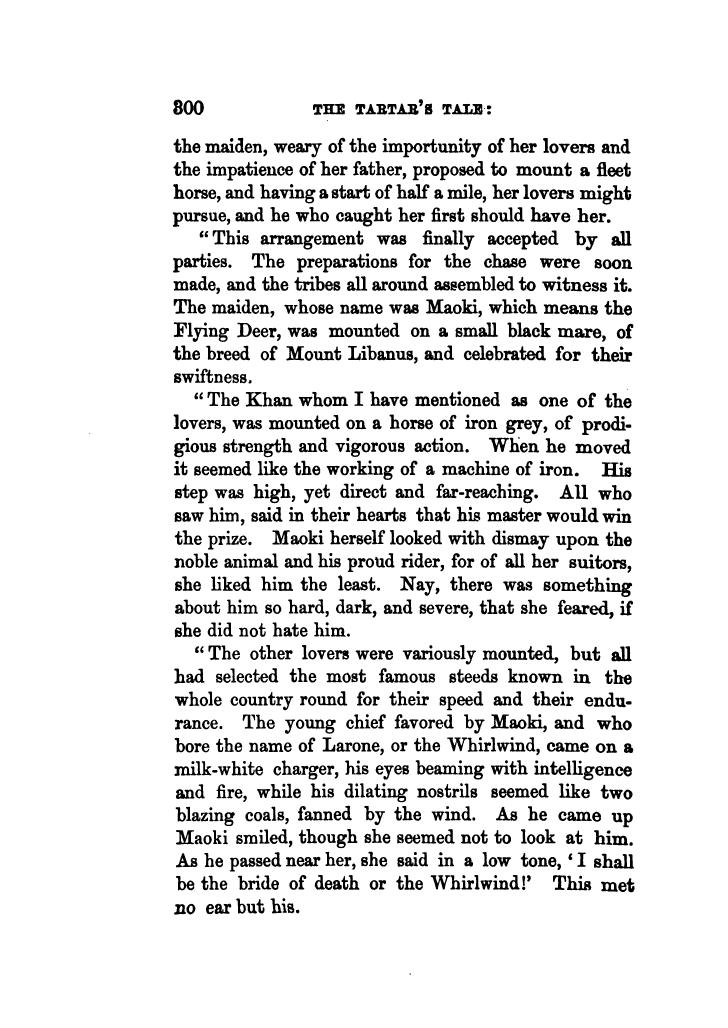 300 THE TARTAR'S TALE:
the maiden, weary of the importunity of her lovers and
the impatience of her father, proposed to mount a fleet
horse, and having a start of half a mile, her lovers might
pursue, and he who caught her first should have her.
“This arrangement was finally accepted by all
parties. The preparations for the chase were soon
made, and the tribes all around assembled to witness it.
The maiden, whose name was Maoki, which means the
Flying Deer, was mounted on a small black mare, of
the breed of Mount Libanus, and celebrated for their
swiftness.
“The Khan whom I have mentioned as one of the
lovers, was mounted on a horse of iron grey, of prodi-
gious strength and vigorous action. When he moved
it seemed like the working of a machine of iron. His
step was high, yet direct and far-reaching. All who
saw him, said in their hearts that his master would win
the prize. Maoki herself looked with dismay upon the
noble animal and his proud rider, for of all her suitors,
she liked him the least. Nay, there was something
about him so hard, dark, and severe, that she feared, if
she did not hate him.
“The other lovers were variously mounted, but all
had selected the most famous steeds known in the
whole country round for their speed and their endu-
rance. The young chief favored by Maoki, and who
bore the name of Larone, or the Whirlwind, came on a
milk-white charger, his eyes beaming with intelligence
and fire, while his dilating nostrils seemed like two
blazing coals, fanned by the wind. As he came up
Maoki smiled, though she seemed not to look at him.
As he passed near her, she said in a low tone, ‘I shall
be the bride of death or the Whirlwind!’ This met
no ear but his.